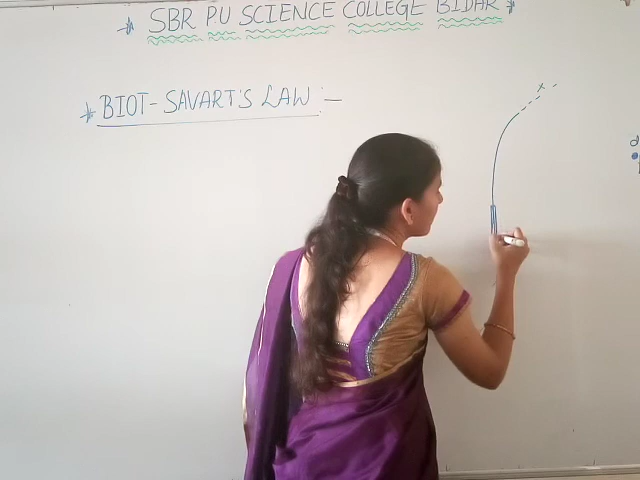 SBR PU SCIENCE COLLEGE BIDAR
BIOT-SAVART'S LAW :-
x
d